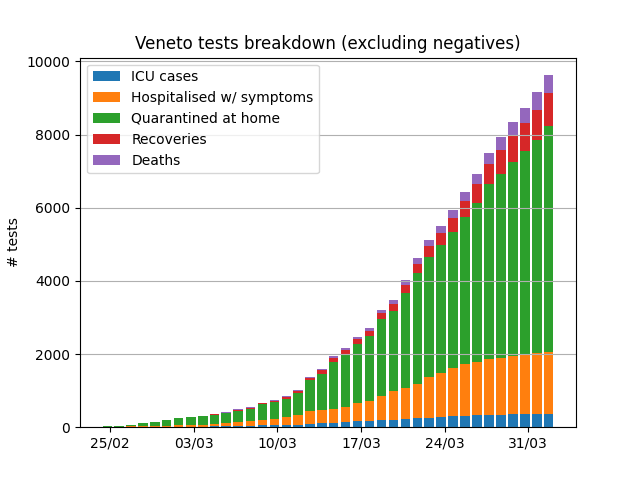 Veneto tests breakdown (excluding negatives)
10000
8000
6000
4000
2000
0
# tests
ICU cases
Hospitalised w/ symptoms
Quarantined at home
Recoveries
Deaths
25/02
03/03
10/03
17/03
24/03
31/03